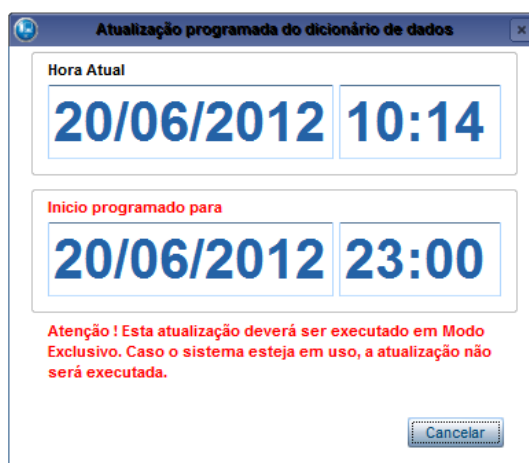 Atualização programada do dicionário de dados
Hora Atual
20/06/2012 10:14
Inicio programado para
20/06/2012 23:00
Atenção ! Esta atualização deverá ser executado em Modo
Exclusivo. Caso o sistema esteja em uso, a atualização não
será executada.
Cancelar